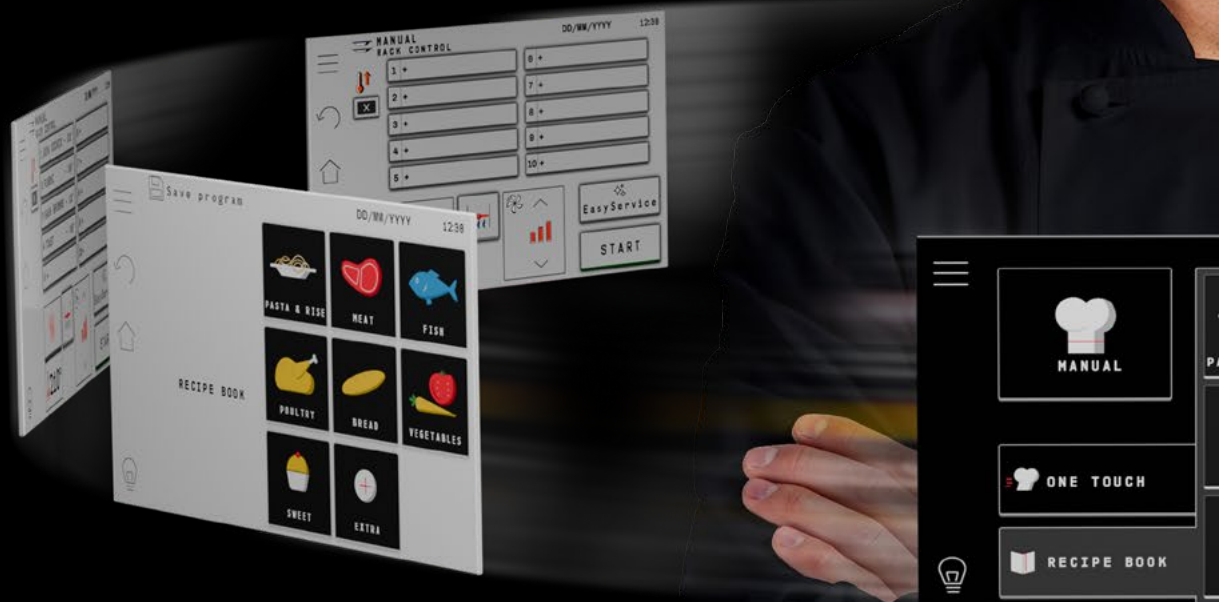 MANUAL
RACK CONTROL
DD/MM/YYYY
12:38
1 +
2 +
3 +
4 +
5 +
6 +
7 +
8 +
9 +
10 +
X
EasyService
START
MANUAL
Save program
DD/MM/YYYY
12:38
RECIPE BOOK
PASTA & RISE
MEAT
FISH
POULTRY
BREAD
VEGETABLES
SWEET
EXTRA
MANUAL
ONE TOUCH
RECIPE BOOK